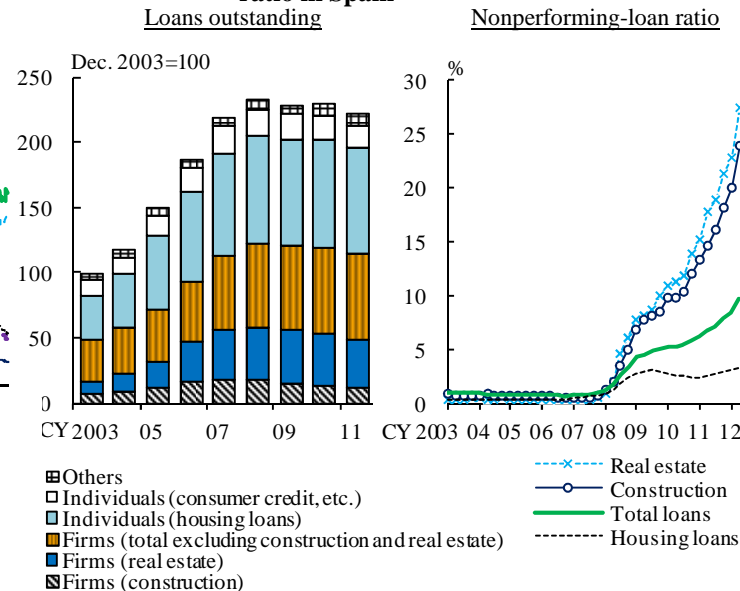 ratio in Spain
Loans outstanding
Nonperforming-loan ratio
Dec. 2003=100
250
200
150
100
50
0
CY 2003 05 07 09 11
%
30
25
20
15
10
5
0
CY 2003 04 05 06 07 08 09 10 11 12
Others
Individuals (consumer credit, etc.)
Individuals (housing loans)
Firms (total excluding construction and real estate)
Firms (real estate)
Firms (construction)
Real estate
Construction
Total loans
Housing loans